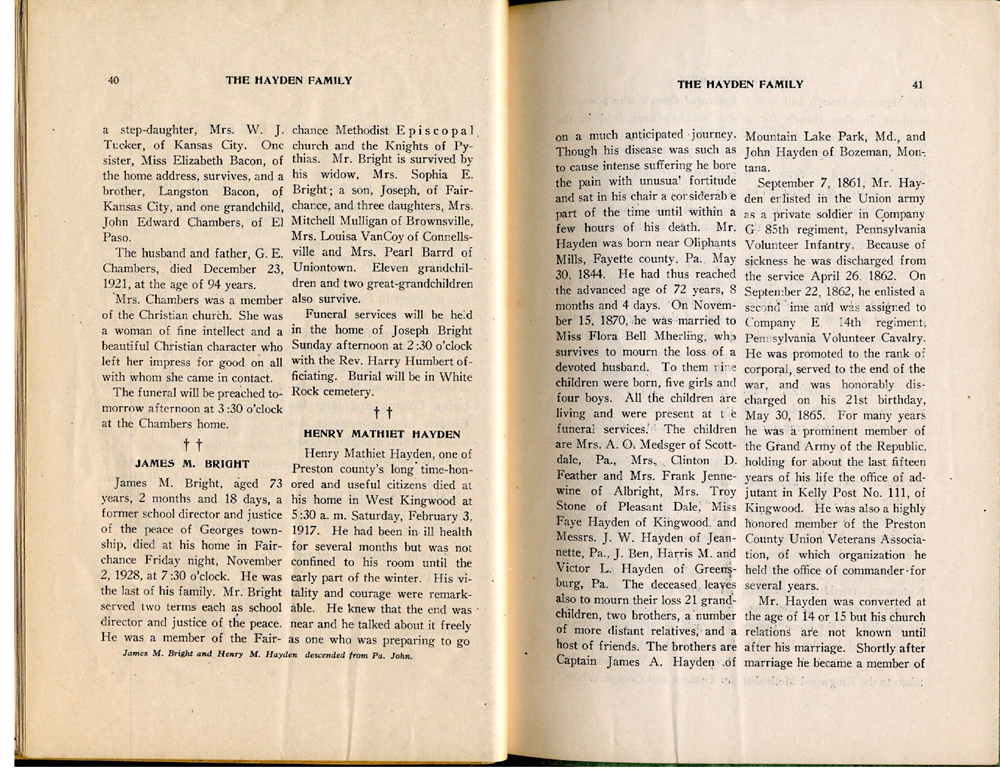 40
THE HAYDEN FAMILY
a step-daughter, Mrs. W. J.
Tucker, of Kansas City. One
sister, Miss Elizabeth Bacon, of
the home address, survives, and a
brother, Langston Bacon, of
Kansas City, and one grandchild,
John Edward Chambers, of El
Paso.
The husband and father, G. E.
Chambers, died December 23,
1921, at the age of 94 years.
Mrs. Chambers was a member
of the Christian church. She was
a woman of fine intellect and a
beautiful Christian character who
left her impress for good on all
with whom she came in contact.
The funeral will be preached to-
morrow afternoon at 3:30 o'clock
at the Chambers home.
† †
JAMES M. BRIGHT
James M. Bright, aged 73
years, 2 months and 18 days, a
former school director and justice
of the peace of Georges town-
ship, died at his home in Fair-
chance Friday night, November
2, 1928, at 7:30 o'clock. He was
the last of his family. Mr. Bright
served two terms each as school
director and justice of the peace.
He was a member of the Fair-
chance Methodist Episcopal
church and the Knights of Py-
thias. Mr. Bright is survived by
his widow, Mrs. Sophia E.
Bright; a son, Joseph, of Fair-
chance, and three daughters, Mrs.
Mitchell Mulligan of Brownsville,
Mrs. Louisa VanCoy of Connells-
ville and Mrs. Pearl Barrd of
Uniontown. Eleven grandchil-
dren and two great-grandchildren
also survive.
Funeral services will be held
in the home of Joseph Bright
Sunday afternoon at 2:30 o'clock
with the Rev. Harry Humbert of-
ficiating. Burial will be in White
Rock cemetery.
† †
HENRY MATHIET HAYDEN
Henry Mathiet Hayden, one of
Preston county's long time-hon-
ored and useful citizens died at
his home in West Kingwood at
5:30 a. m. Saturday, February 3,
1917. He had been in ill health
for several months but was not
confined to his room until the
early part of the winter. His vi-
tality and courage were remark-
able. He knew that the end was
near and he talked about it freely
as one who was preparing to go
James M. Bright and Henry M. Hayden descended from Pa. John.
THE HAYDEN FAMILY
41
on a much anticipated journey.
Though his disease was such as
to cause intense suffering he bore
the pain with unusual fortitude
and sat in his chair a considerable
part of the time until within a
few hours of his death. Mr.
Hayden was born near Oliphants
Mills, Fayette county, Pa., May
30, 1844. He had thus reached
the advanced age of 72 years, 8
months and 4 days. On Novem-
ber 15, 1870, he was married to
Miss Flora Bell Mherling, who
survives to mourn the loss of a
devoted husband. To them nine
children were born, five girls and
four boys. All the children are
living and were present at the
funeral services. The children
are Mrs. A. O. Medsger of Scott-
dale, Pa., Mrs. Clinton D.
Feather and Mrs. Frank Jenne-
wine of Albright, Mrs. Troy
Stone of Pleasant Dale, Miss
Faye Hayden of Kingwood, and
Messrs. J. W. Hayden of Jean-
nette, Pa., J. Ben, Harris M. and
Victor L. Hayden of Greens-
burg, Pa. The deceased leaves
also to mourn their loss 21 grand-
children, two brothers, a number
of more distant relatives, and a
host of friends. The brothers are
Captain James A. Hayden of
Mountain Lake Park, Md., and
John Hayden of Bozeman, Mon-
tana.
September 7, 1861, Mr. Hay-
den enlisted in the Union army
as a private soldier in Company
G 85th regiment, Pennsylvania
Volunteer Infantry. Because of
sickness he was discharged from
the service April 26, 1862. On
September 22, 1862, he enlisted a
second time and was assigned to
Company E 14th regiment,
Pennsylvania Volunteer Cavalry.
He was promoted to the rank of
corporal, served to the end of the
war, and was honorably dis-
charged on his 21st birthday,
May 30, 1865. For many years
he was a prominent member of
the Grand Army of the Republic,
holding for about the last fifteen
years of his life the office of ad-
jutant in Kelly Post No. 111, of
Kingwood. He was also a highly
honored member of the Preston
County Union Veterans Associa-
tion, of which organization he
held the office of commander for
several years.
Mr. Hayden was converted at
the age of 14 or 15 but his church
relations are not known until
after his marriage. Shortly after
marriage he became a member of